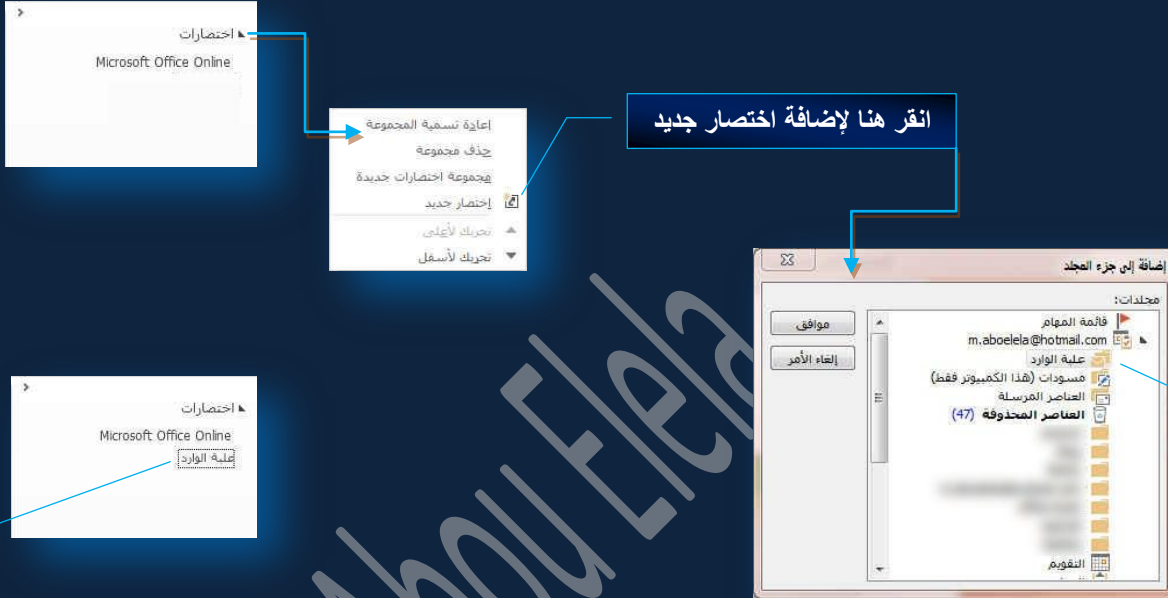 اختصارات
Microsoft Office Online
إعادة تسمية المجموعة
حذف مجموعة
مجموعة اختصارات جديدة
إختصار جديد
تحريك لأعلى
تحريك لأسفل
انقر هنا لإضافة اختصار جديد
إضافة إلى جزء المجلد
مجلدات:
قائمة المهام
m.aboelela@hotmail.com
علبة الوارد
مسودات (هذا الكمبيوتر فقط)
العناصر المرسلة
العناصر المحذوفة (47)
التقويم
موافق
إلغاء الأمر
اختصارات
Microsoft Office Online
علبة الوارد
Abou Elela